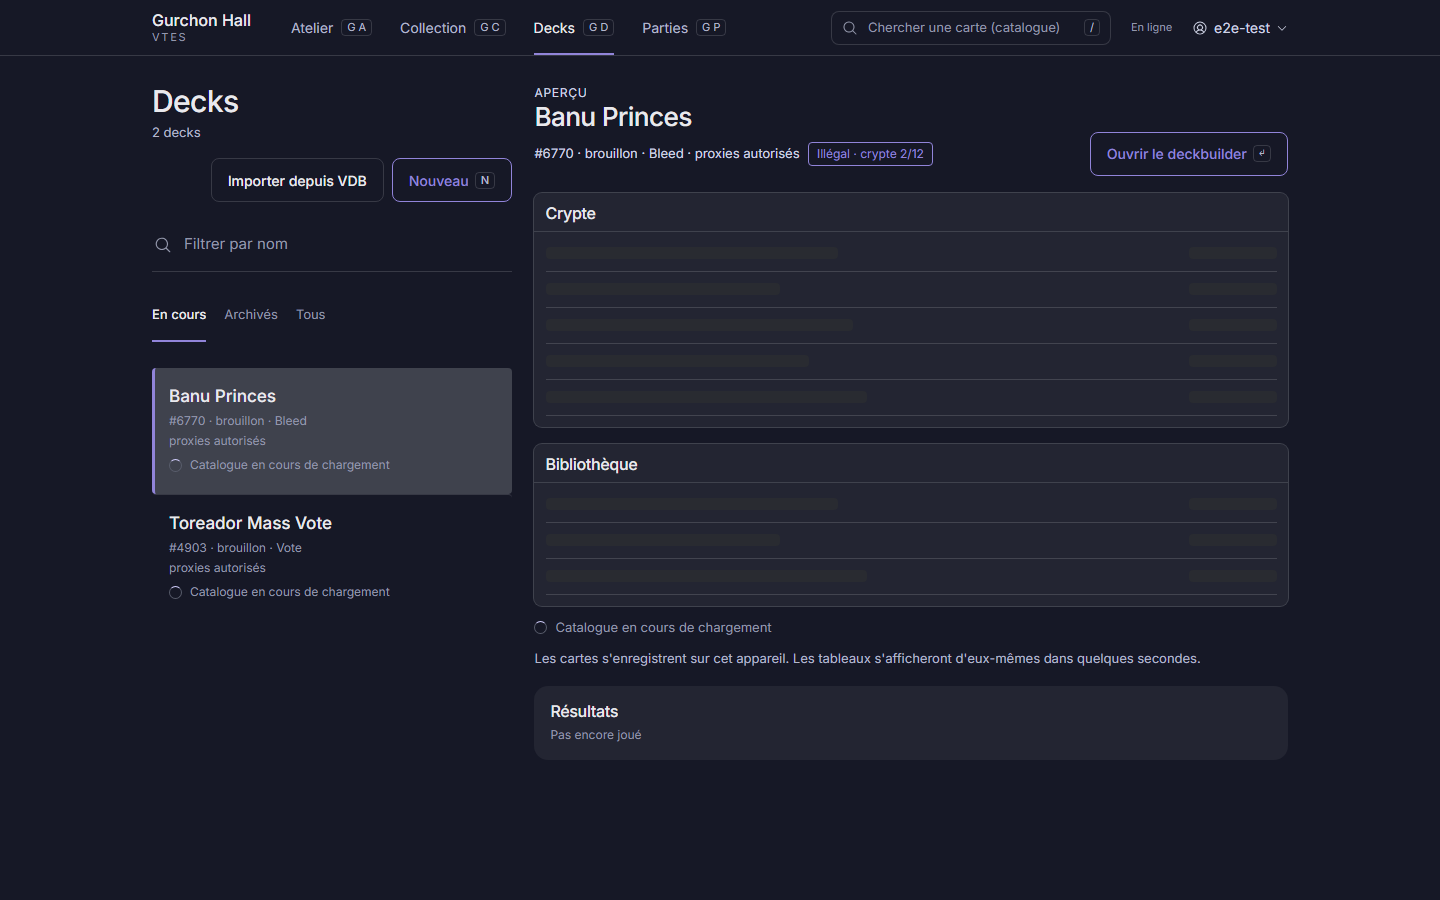 Gurchon Hall
VTES
Atelier G A
Collection G C
Decks G D
Parties G P
Chercher une carte (catalogue) /
En ligne
e2e-test
Decks
2 decks
Importer depuis VDB
Nouveau N
Filtrer par nom
En cours
Archivés
Tous
Banu Princes
#6770 · brouillon · Bleed
proxies autorisés
Catalogue en cours de chargement
Toreador Mass Vote
#4903 · brouillon · Vote
proxies autorisés
Catalogue en cours de chargement
APERÇU
Banu Princes
#6770 · brouillon · Bleed · proxies autorisés
Illégal · crypte 2/12
Ouvrir le deckbuilder ↵
Crypte
Bibliothèque
Catalogue en cours de chargement
Les cartes s'enregistrent sur cet appareil. Les tableaux s'afficheront d'eux-mêmes dans quelques secondes.
Résultats
Pas encore joué